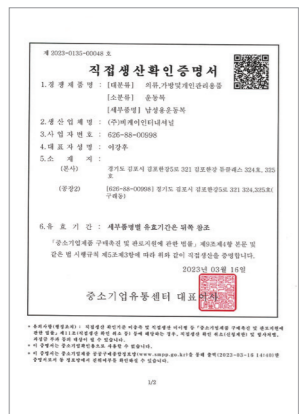 제 2023-0135-00048 호
직접생산확인증명서
1. 경 쟁 제 품 명 : [대분류] 의류,가방및개인관리용품
[소분류] 운동복
[세부품명] 남성용운동복
2. 생 산 업 체 명 : (주)비케이인터내셔널
3. 사 업 자 번 호 : 626-88-00998
4. 대 표 자 성 명 : 이강후
5. 소 재 지 :
(본사) 경기도 김포시 김포한강5로 321 김포한강 듀클래스 324호, 325호
(공장2) [626-88-00998] 경기도 김포시 김포한강5로 321 324,325호(구래동)
6. 유 효 기 간 : 세부품명별 유효기간은 뒤쪽 참조
「중소기업제품 구매촉진 및 판로지원에 관한 법률」 제9조제4항 본문 및
같은 법 시행규칙 제5조제3항에 따라 위와 같이 직접생산을 증명합니다.
2023년 03월 16일
중소기업유통센터 대표이사
1/2